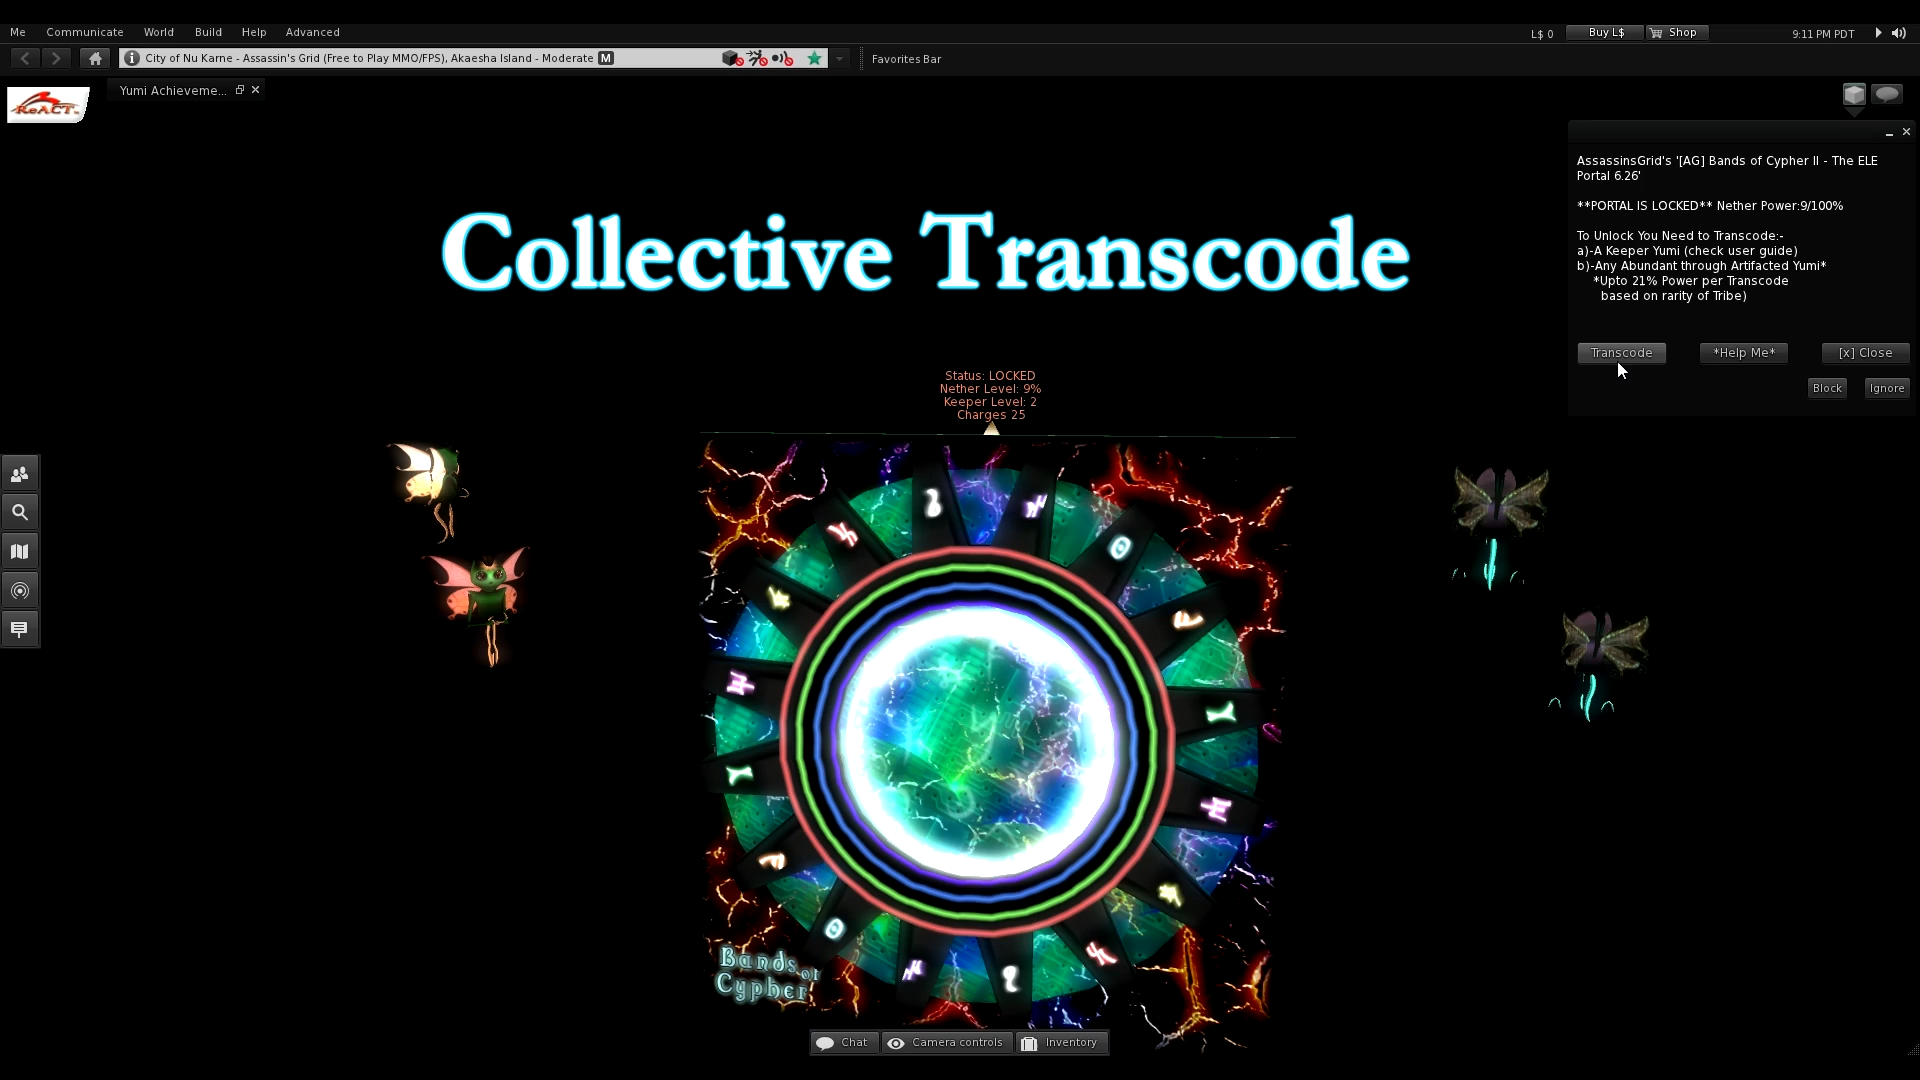 Me Communicate World Build Help Advanced
L$ 0 Buy L$ Shop 9:11 PM PDT
City of Nu Karne - Assassin's Grid (Free to Play MMO/FPS), Akaesha Island - Moderate M
Favorites Bar
ReACT
Yumi Achieveme...
AssassinsGrid's '[AG] Bands of Cypher II - The ELE
Portal 6.26'
**PORTAL IS LOCKED** Nether Power:9/100%
To Unlock You Need to Transcode:-
a)-A Keeper Yumi (check user guide)
b)-Any Abundant through Artifacted Yumi*
*Upto 21% Power per Transcode
based on rarity of Tribe)
Transcode *Help Me* [x] Close
Block Ignore
Collective Transcode
Status: LOCKED
Nether Level: 9%
Keeper Level: 2
Charges 25
Bands of
Cypher
Chat Camera controls Inventory